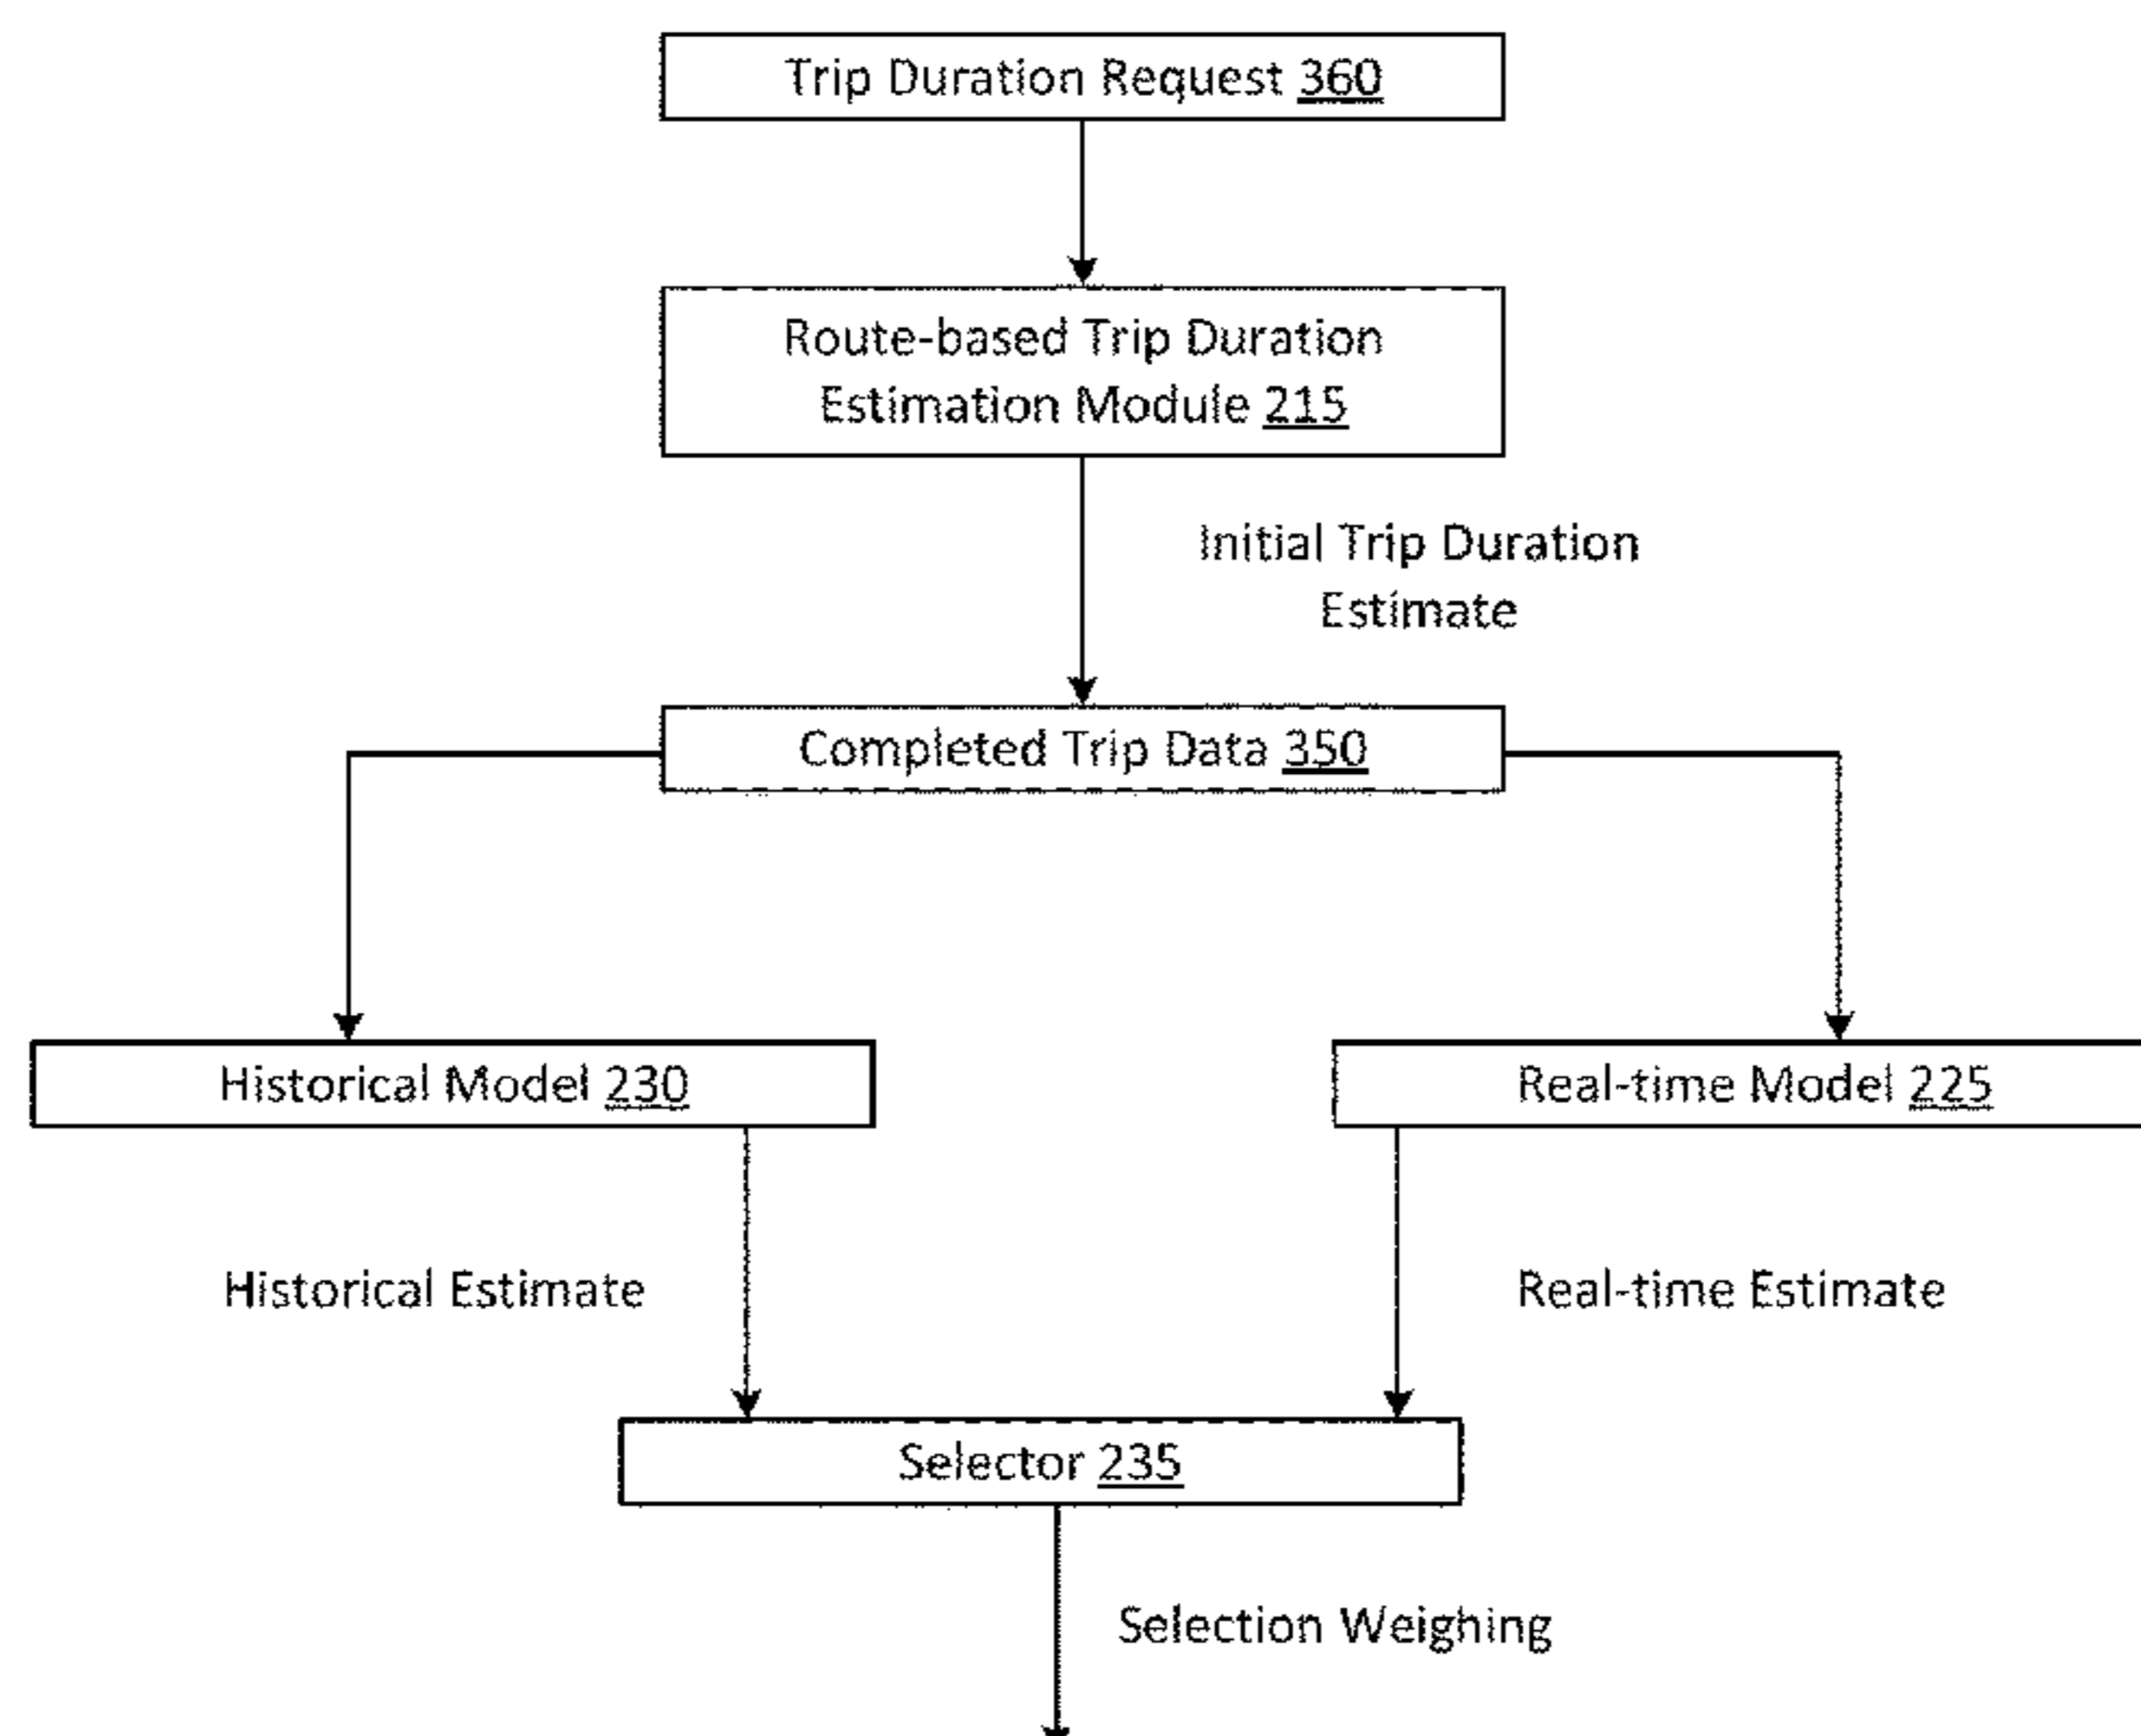 Trip Duration Request 360
Route-based Trip Duration
Estimation Module 215
Initial Trip Duration
Estimate
Completed Trip Data 350
Historical Model 230
Real-time Model 225
Historical Estimate
Real-time Estimate
Selector 235
Selection Weighing